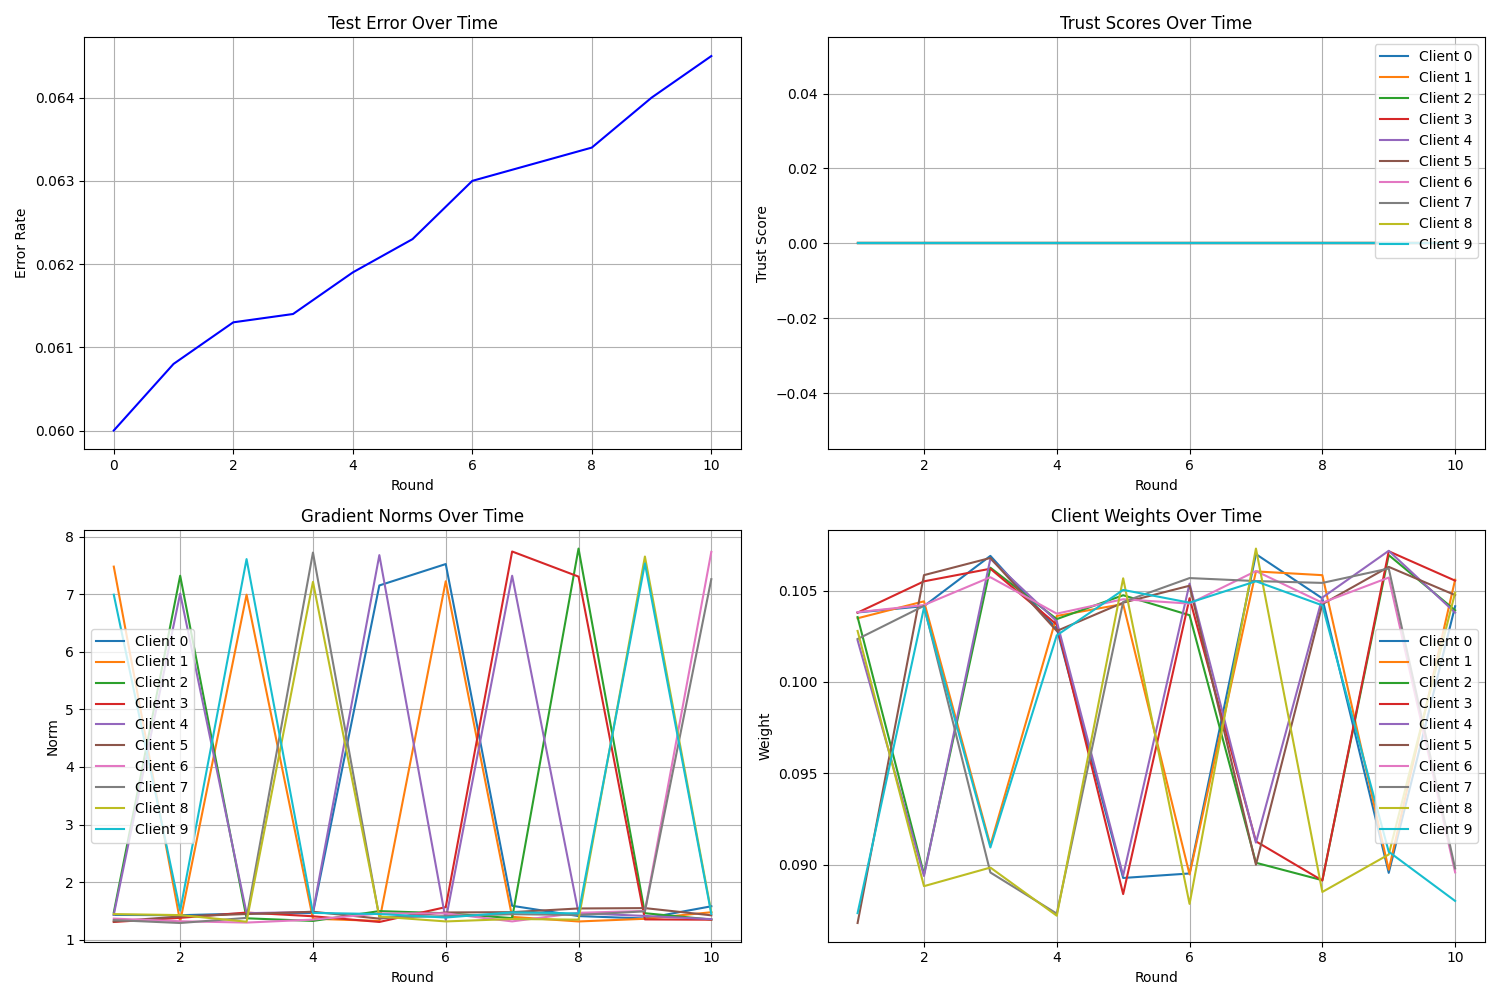 Test Error Over Time
Error Rate
0.064
0.063
0.062
0.061
0.060
0 2 4 6 8 10
Round
Trust Scores Over Time
Trust Score
0.04
0.02
0.00
−0.02
−0.04
Client 0
Client 1
Client 2
Client 3
Client 4
Client 5
Client 6
Client 7
Client 8
Client 9
2 4 6 8 10
Round
Gradient Norms Over Time
Norm
8
7
6
5
4
3
2
1
Client 0
Client 1
Client 2
Client 3
Client 4
Client 5
Client 6
Client 7
Client 8
Client 9
2 4 6 8 10
Round
Client Weights Over Time
Weight
0.105
0.100
0.095
0.090
Client 0
Client 1
Client 2
Client 3
Client 4
Client 5
Client 6
Client 7
Client 8
Client 9
2 4 6 8 10
Round